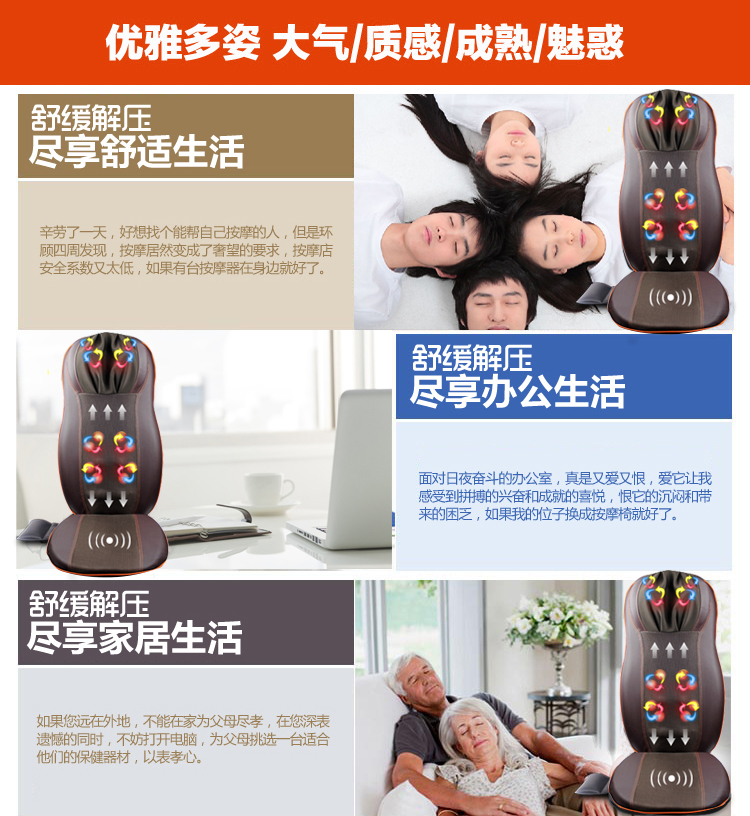 优雅多姿 大气/质感/成熟/魅惑
舒缓解压
尽享舒适生活
辛劳了一天，好想找个能帮自己按摩的人，但是环
顾四周发现，按摩居然变成了奢望的要求，按摩店
安全系数又太低，如果有台按摩器在身边就好了。
舒缓解压
尽享办公生活
面对日夜奋斗的办公室，真是又爱又恨，爱它让我
感受到拼搏的兴奋和成就的喜悦，恨它的沉闷和带
来的困乏，如果我的位子换成按摩椅就好了。
舒缓解压
尽享家居生活
如果您远在外地，不能在家为父母尽孝，在您深表
遗憾的同时，不妨打开电脑，为父母挑选一台适合
他们的保健器材，以表孝心。